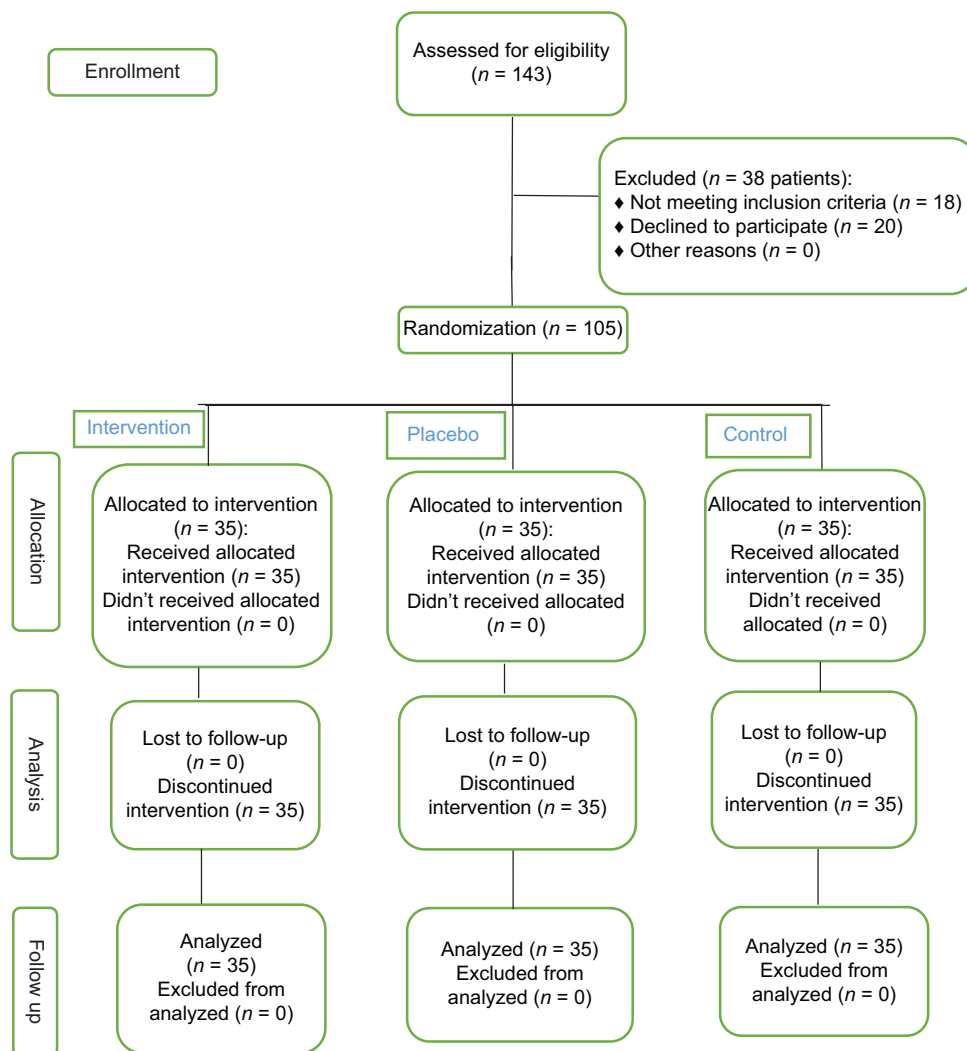 Enrollment
Assessed for eligibility
(n = 143)
Excluded (n = 38 patients):
♦ Not meeting inclusion criteria (n = 18)
♦ Declined to participate (n = 20)
♦ Other reasons (n = 0)
Randomization (n = 105)
Intervention
Placebo
Control
Allocation
Allocated to intervention
(n = 35):
Received allocated
intervention (n = 35)
Didn’t received allocated
intervention (n = 0)
Allocated to intervention
(n = 35):
Received allocated
intervention (n = 35)
Didn’t received allocated
(n = 0)
Allocated to intervention
(n = 35):
Received allocated
intervention (n = 35)
Didn’t received
allocated (n = 0)
Analysis
Lost to follow-up
(n = 0)
Discontinued
intervention (n = 35)
Lost to follow-up
(n = 0)
Discontinued
intervention (n = 35)
Lost to follow-up
(n = 0)
Discontinued
intervention (n = 35)
Follow up
Analyzed
(n = 35)
Excluded from
analyzed (n = 0)
Analyzed (n = 35)
Excluded from
analyzed (n = 0)
Analyzed (n = 35)
Excluded from
analyzed (n = 0)